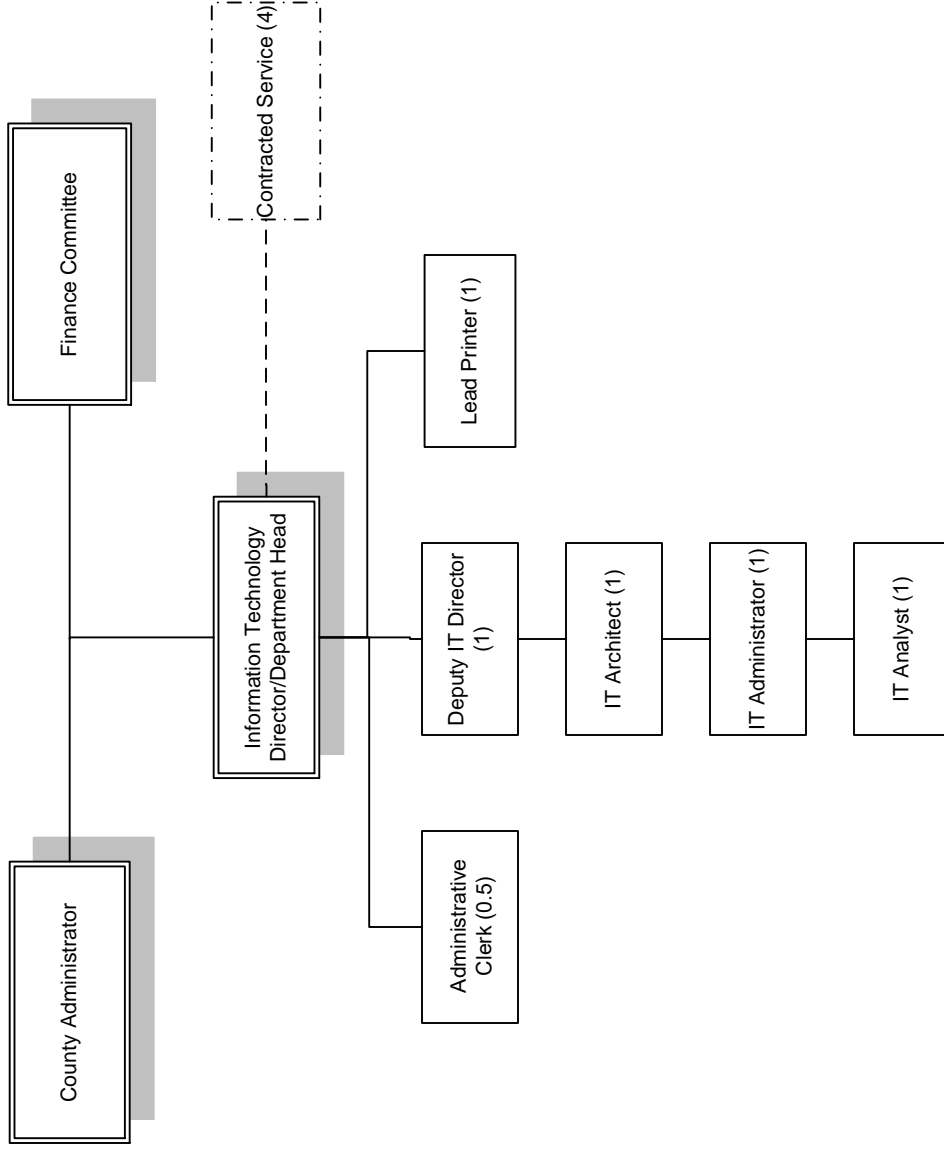 County Administrator
Finance Committee
Information Technology
Director/Department Head
Contracted Service (4)
Administrative
Clerk (0.5)
Deputy IT Director
(1)
Lead Printer (1)
IT Architect (1)
IT Administrator (1)
IT Analyst (1)